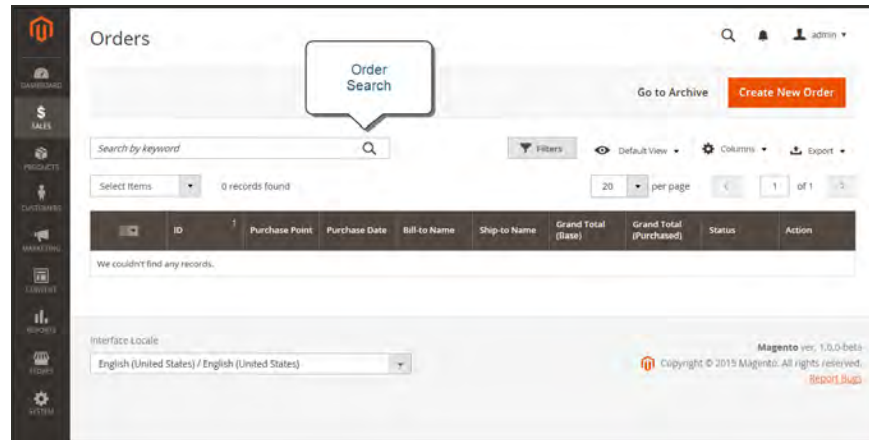 Orders
admin
Order
Search
Go to Archive
Create New Order
DASHBOARD
SALES
PRODUCTS
CUSTOMERS
MARKETING
CONTENT
REPORTS
STORES
SYSTEM
Search by keyword
Filters
Default View
Columns
Export
Select Items
0 records found
20
per page
1
of 1
ID
Purchase Point
Purchase Date
Bill-to Name
Ship-to Name
Grand Total
(Base)
Grand Total
(Purchased)
Status
Action
We couldn't find any records.
Interface Locale
English (United States) / English (United States)
Magento ver. 1.0.0-beta
Copyright © 2015 Magento. All rights reserved.
Report Bugs